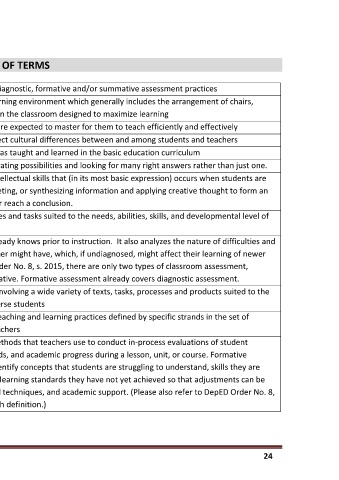 OF TERMS
iagnostic, formative and/or summative assessment practices
rning environment which generally includes the arrangement of chairs,
n the classroom designed to maximize learning
re expected to master for them to teach efficiently and effectively
ect cultural differences between and among students and teachers
as taught and learned in the basic education curriculum
rating possibilities and looking for many right answers rather than just one.
ellectual skills that (in its most basic expression) occurs when students are
eting, or synthesizing information and applying creative thought to form an
r reach a conclusion.
es and tasks suited to the needs, abilities, skills, and developmental level of
eady knows prior to instruction.  It also analyzes the nature of difficulties and
her might have, which, if undiagnosed, might affect their learning of newer
der No. 8, s. 2015, there are only two types of classroom assessment,
ative. Formative assessment already covers diagnostic assessment.
involving a wide variety of texts, tasks, processes and products suited to the
erse students
eaching and learning practices defined by specific strands in the set of
achers
ethods that teachers use to conduct in-process evaluations of student
ds, and academic progress during a lesson, unit, or course. Formative
entify concepts that students are struggling to understand, skills they are
learning standards they have not yet achieved so that adjustments can be
l techniques, and academic support. (Please also refer to DepED Order No. 8,
h definition.)
24